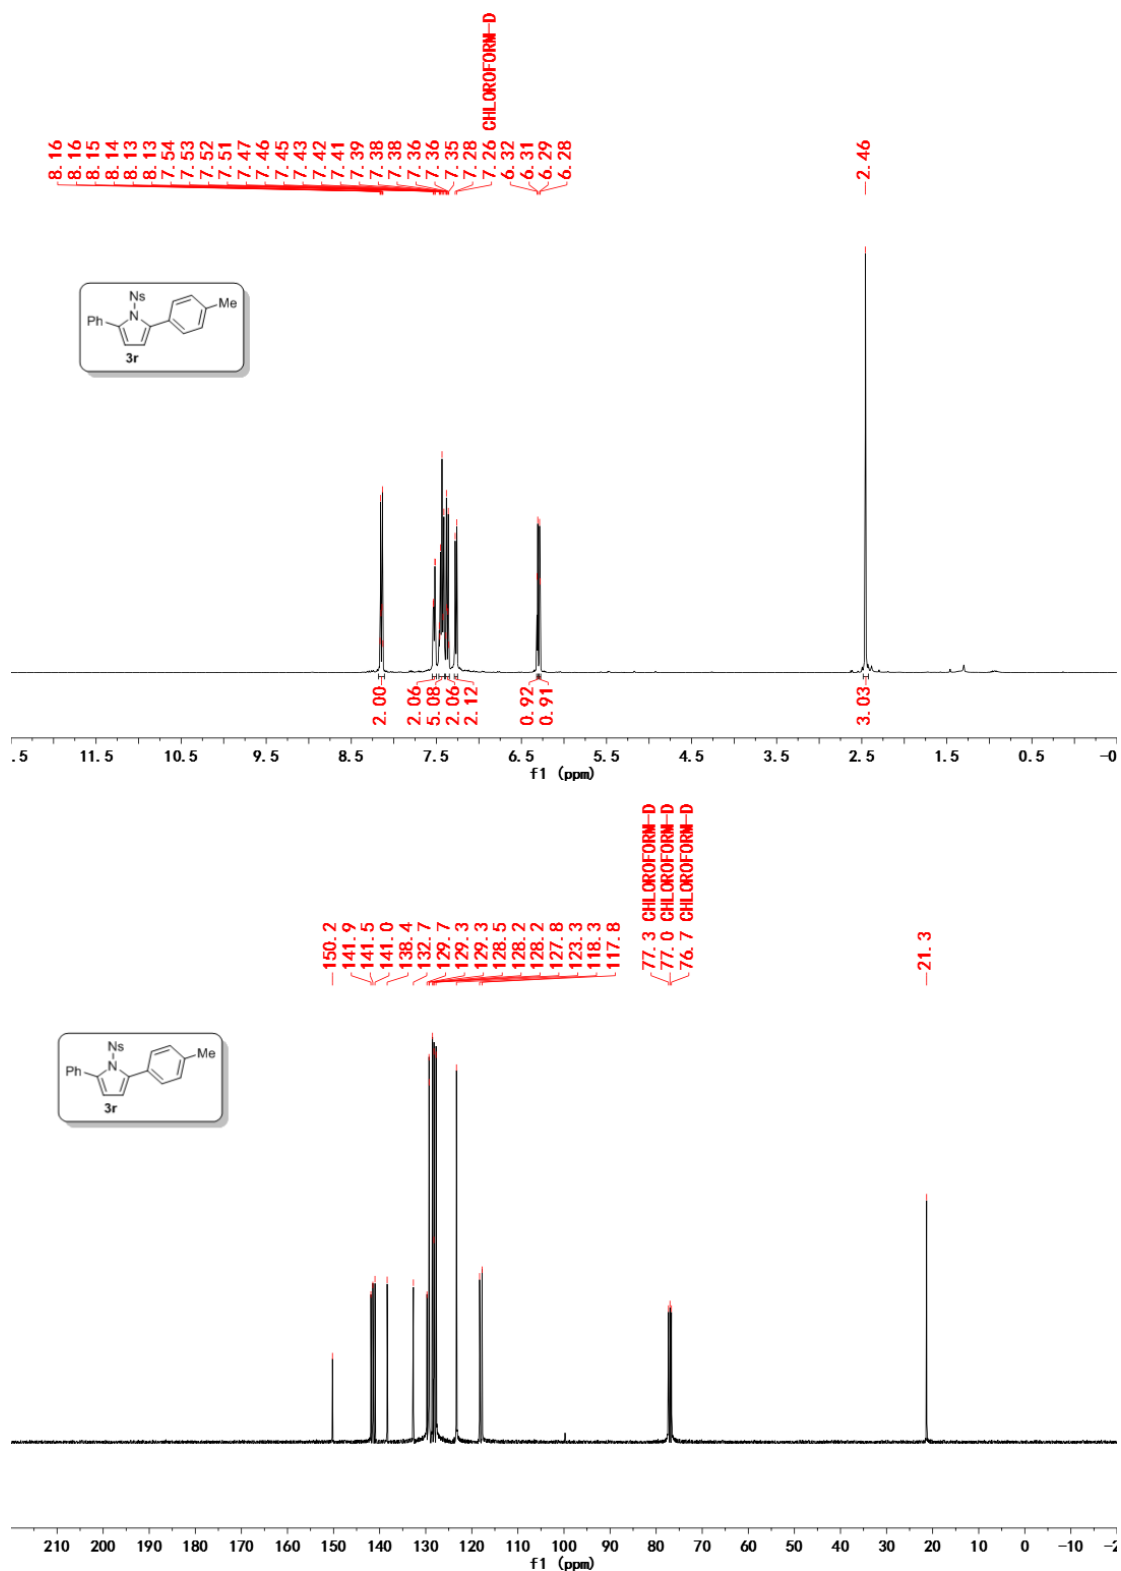 8.16
8.16
8.15
8.14
8.13
8.13
7.54
7.53
7.52
7.51
7.47
7.46
7.45
7.43
7.42
7.41
7.39
7.38
7.38
7.36
7.36
7.35
7.28
7.26 CHLOROFORM-D
6.32
6.31
6.29
6.28
2.46
Ns
N
Ph
Me
3r
2.00
2.06
5.08
2.06
2.12
0.92
0.91
3.03
.5 11.5 10.5 9.5 8.5 7.5 6.5 5.5 4.5 3.5 2.5 1.5 0.5 -0
f1 (ppm)
150.2
141.9
141.5
141.0
138.4
132.7
129.7
129.3
129.3
128.5
128.2
128.2
127.8
123.3
118.3
117.8
77.3 CHLOROFORM-D
77.0 CHLOROFORM-D
76.7 CHLOROFORM-D
21.3
Ns
N
Ph
Me
3r
210 200 190 180 170 160 150 140 130 120 110 100 90 80 70 60 50 40 30 20 10 0 -10 -2
f1 (ppm)